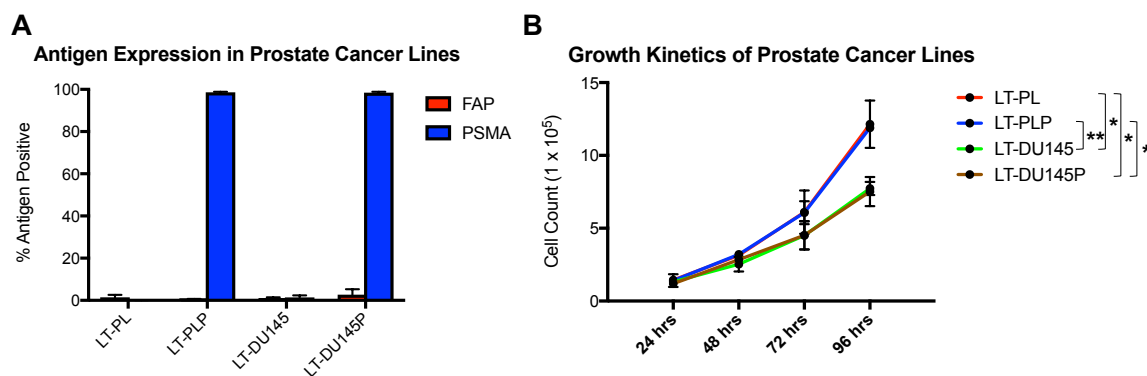 A
Antigen Expression in Prostate Cancer Lines
% Antigen Positive
100
80
60
40
20
0
LT-PL
LT-PLP
LT-DU145
LT-DU145P
FAP
PSMA
B
Growth Kinetics of Prostate Cancer Lines
Cell Count (1 x 10⁵)
15
10
5
0
24 hrs
48 hrs
72 hrs
96 hrs
LT-PL
LT-PLP
LT-DU145
LT-DU145P
**
*
*
*